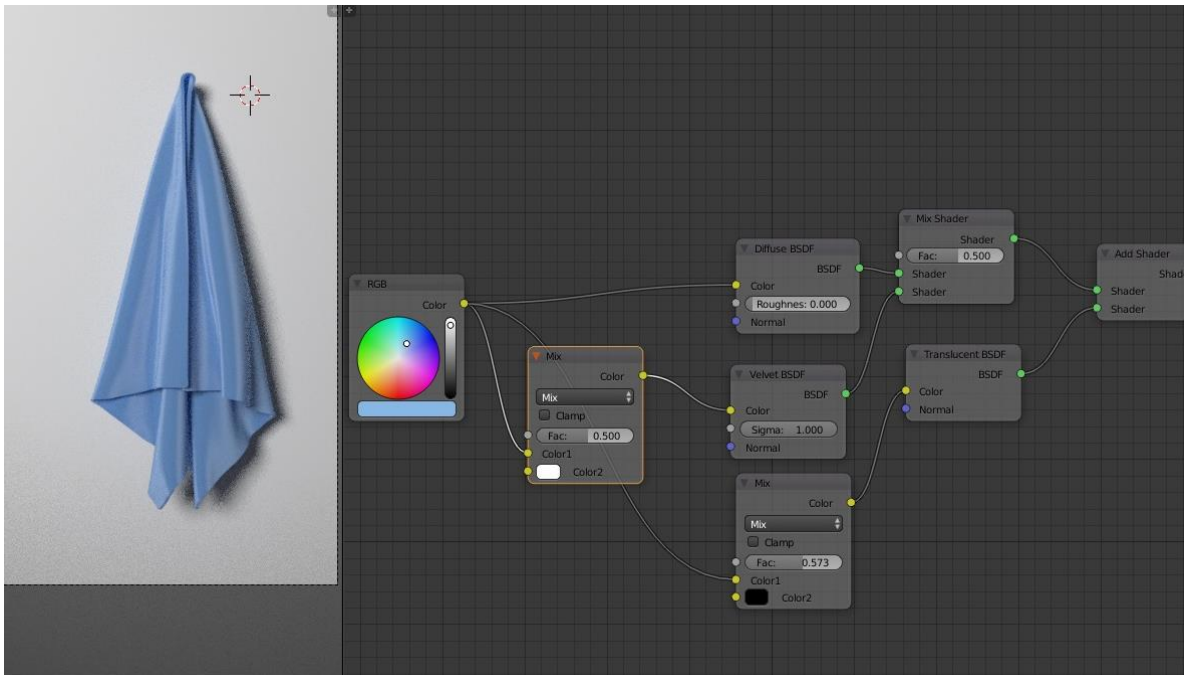 RGB
Color
Mix
Color
Mix
Clamp
Fac: 0.500
Color1
Color2
Diffuse BSDF
BSDF
Color
Roughnes: 0.000
Normal
Velvet BSDF
BSDF
Color
Sigma: 1.000
Normal
Mix
Color
Mix
Clamp
Fac: 0.573
Color1
Color2
Mix Shader
Shader
Fac: 0.500
Shader
Shader
Translucent BSDF
BSDF
Color
Normal
Add Shader
Shad
Shader
Shader